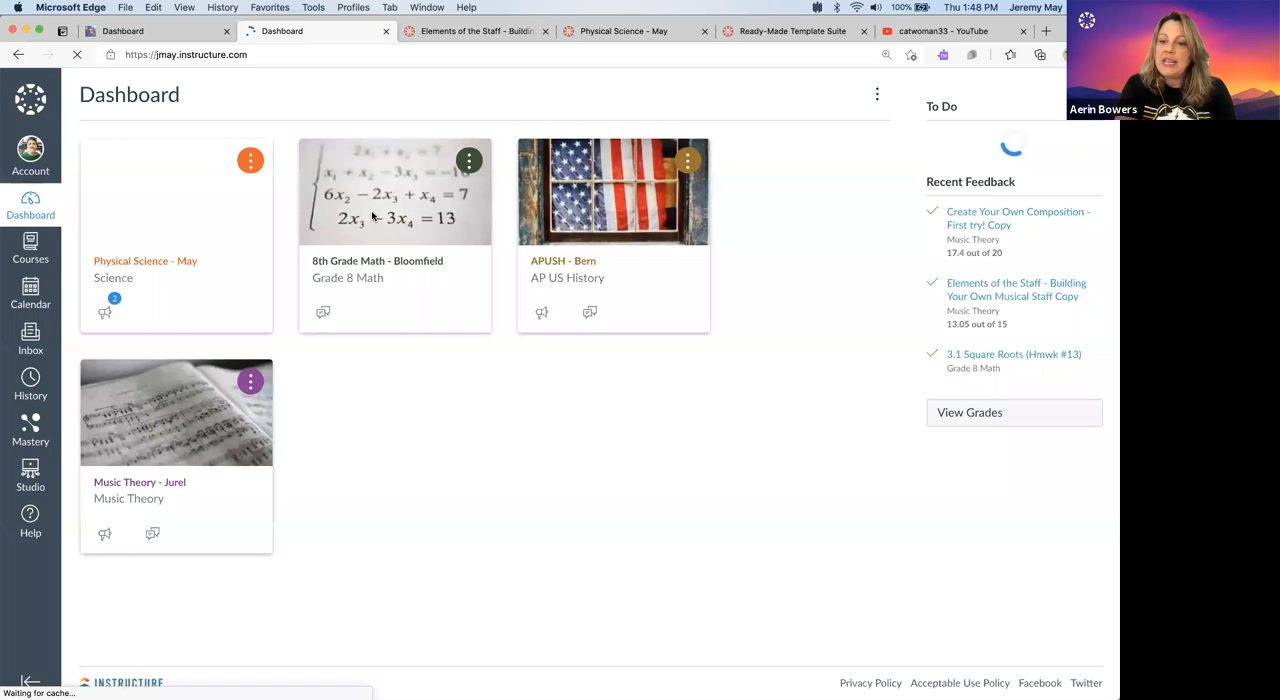 Microsoft Edge File Edit View History Favorites Tools Profiles Tab Window Help 100% Thu 1:48 PM Jeremy May
Dashboard Dashboard Elements of the Staff - Buildin Physical Science - May Ready-Made Template Suite catwoman33 - YouTube
https://jmay.instructure.com
Aerin Bowers
Account
Dashboard
Courses
Calendar
Inbox
History
Mastery
Studio
Help
Dashboard
Physical Science - May
Science
2
6x2 − 2x3 + x4 = 7
2x3 − 3x4 = 13
8th Grade Math - Bloomfield
Grade 8 Math
APUSH - Bern
AP US History
Music Theory - Jurel
Music Theory
To Do
Recent Feedback
Create Your Own Composition -
First try! Copy
Music Theory
17.4 out of 20
Elements of the Staff - Building
Your Own Musical Staff Copy
Music Theory
13.05 out of 15
3.1 Square Roots (Hmwk #13)
Grade 8 Math
View Grades
INSTRUCTURE
Privacy Policy Acceptable Use Policy Facebook Twitter
Waiting for cache...